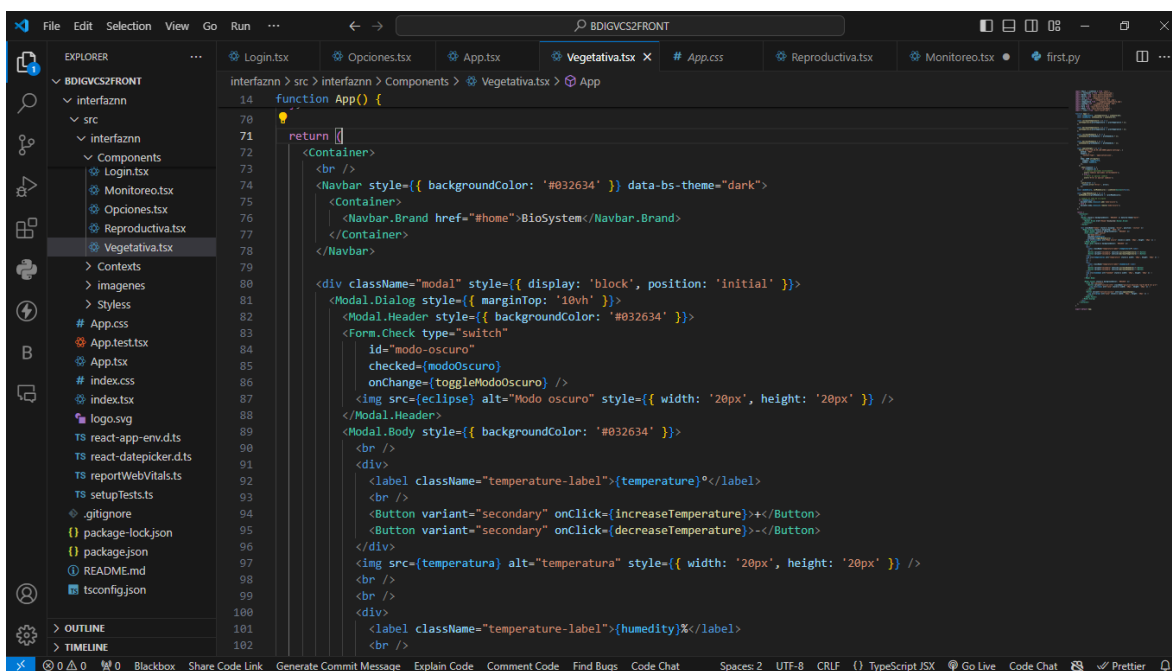 File Edit Selection View Go Run ··· ← → BDIGVCS2FRONT
EXPLORER ···
Login.tsx Opciones.tsx App.tsx Vegetativa.tsx × # App.css Reproductiva.tsx Monitoreo.tsx ● first.py ···
1
BDIGVCS2FRONT
interfaznn > src > interfaznn > Components > Vegetativa.tsx > App
interfaznn
src
interfaznn
Components
Login.tsx
Monitoreo.tsx
Opciones.tsx
Reproductiva.tsx
Vegetativa.tsx
> Contexts
> imagenes
> Styless
# App.css
App.test.tsx
App.tsx
# index.css
index.tsx
logo.svg
TS react-app-env.d.ts
TS react-datepicker.d.ts
TS reportWebVitals.ts
TS setupTests.ts
.gitignore
{} package-lock.json
{} package.json
README.md
tsconfig.json
> OUTLINE
> TIMELINE
B
14 function App() {
70
71 return (
72 <Container>
73 <br />
74 <Navbar style={{ backgroundColor: '#032634' }} data-bs-theme="dark">
75 <Container>
76 <Navbar.Brand href="#home">BioSystem</Navbar.Brand>
77 </Container>
78 </Navbar>
79
80 <div className="modal" style={{ display: 'block', position: 'initial' }}>
81 <Modal.Dialog style={{ marginTop: '10vh' }}>
82 <Modal.Header style={{ backgroundColor: '#032634' }}>
83 <Form.Check type="switch"
84 id="modo-oscuro"
85 checked={modoOscuro}
86 onChange={toggleModoOscuro} />
87 <img src={eclipse} alt="Modo oscuro" style={{ width: '20px', height: '20px' }} />
88 </Modal.Header>
89 <Modal.Body style={{ backgroundColor: '#032634' }}>
90 <br />
91 <div>
92 <label className="temperature-label">{temperature}º</label>
93 <br />
94 <Button variant="secondary" onClick={increaseTemperature}>+</Button>
95 <Button variant="secondary" onClick={decreaseTemperature}>-</Button>
96 </div>
97 <img src={temperatura} alt="temperatura" style={{ width: '20px', height: '20px' }} />
98 <br />
99 <br />
100 <div>
101 <label className="temperature-label">{humedity}%</label>
102 <br />
0 0 0 Blackbox Share Code Link Generate Commit Message Explain Code Comment Code Find Bugs Code Chat Spaces: 2 UTF-8 CRLF {} TypeScript JSX Go Live Code Chat Prettier